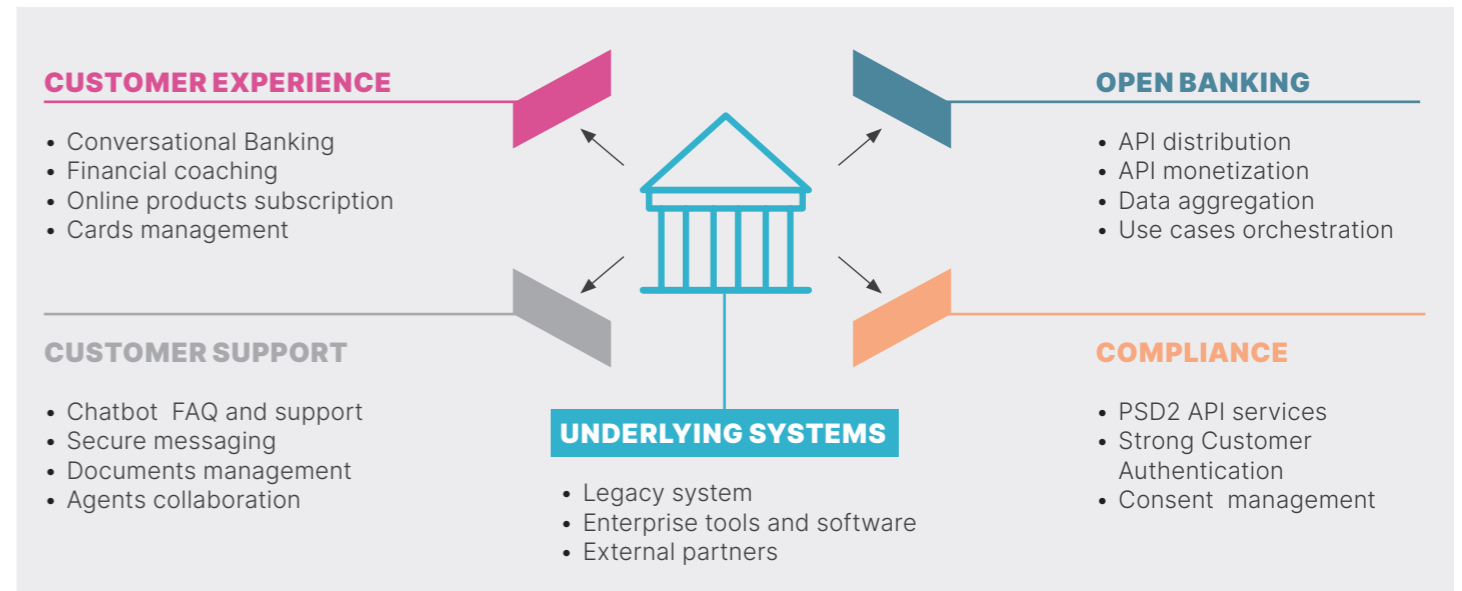 CUSTOMER EXPERIENCE
• Conversational Banking
• Financial coaching
• Online products subscription
• Cards management
OPEN BANKING
• API distribution
• API monetization
• Data aggregation
• Use cases orchestration
CUSTOMER SUPPORT
• Chatbot  FAQ and support
• Secure messaging
• Documents management
• Agents collaboration
UNDERLYING SYSTEMS
• Legacy system
• Enterprise tools and software
• External partners
COMPLIANCE
• PSD2 API services
• Strong Customer
Authentication
• Consent  management